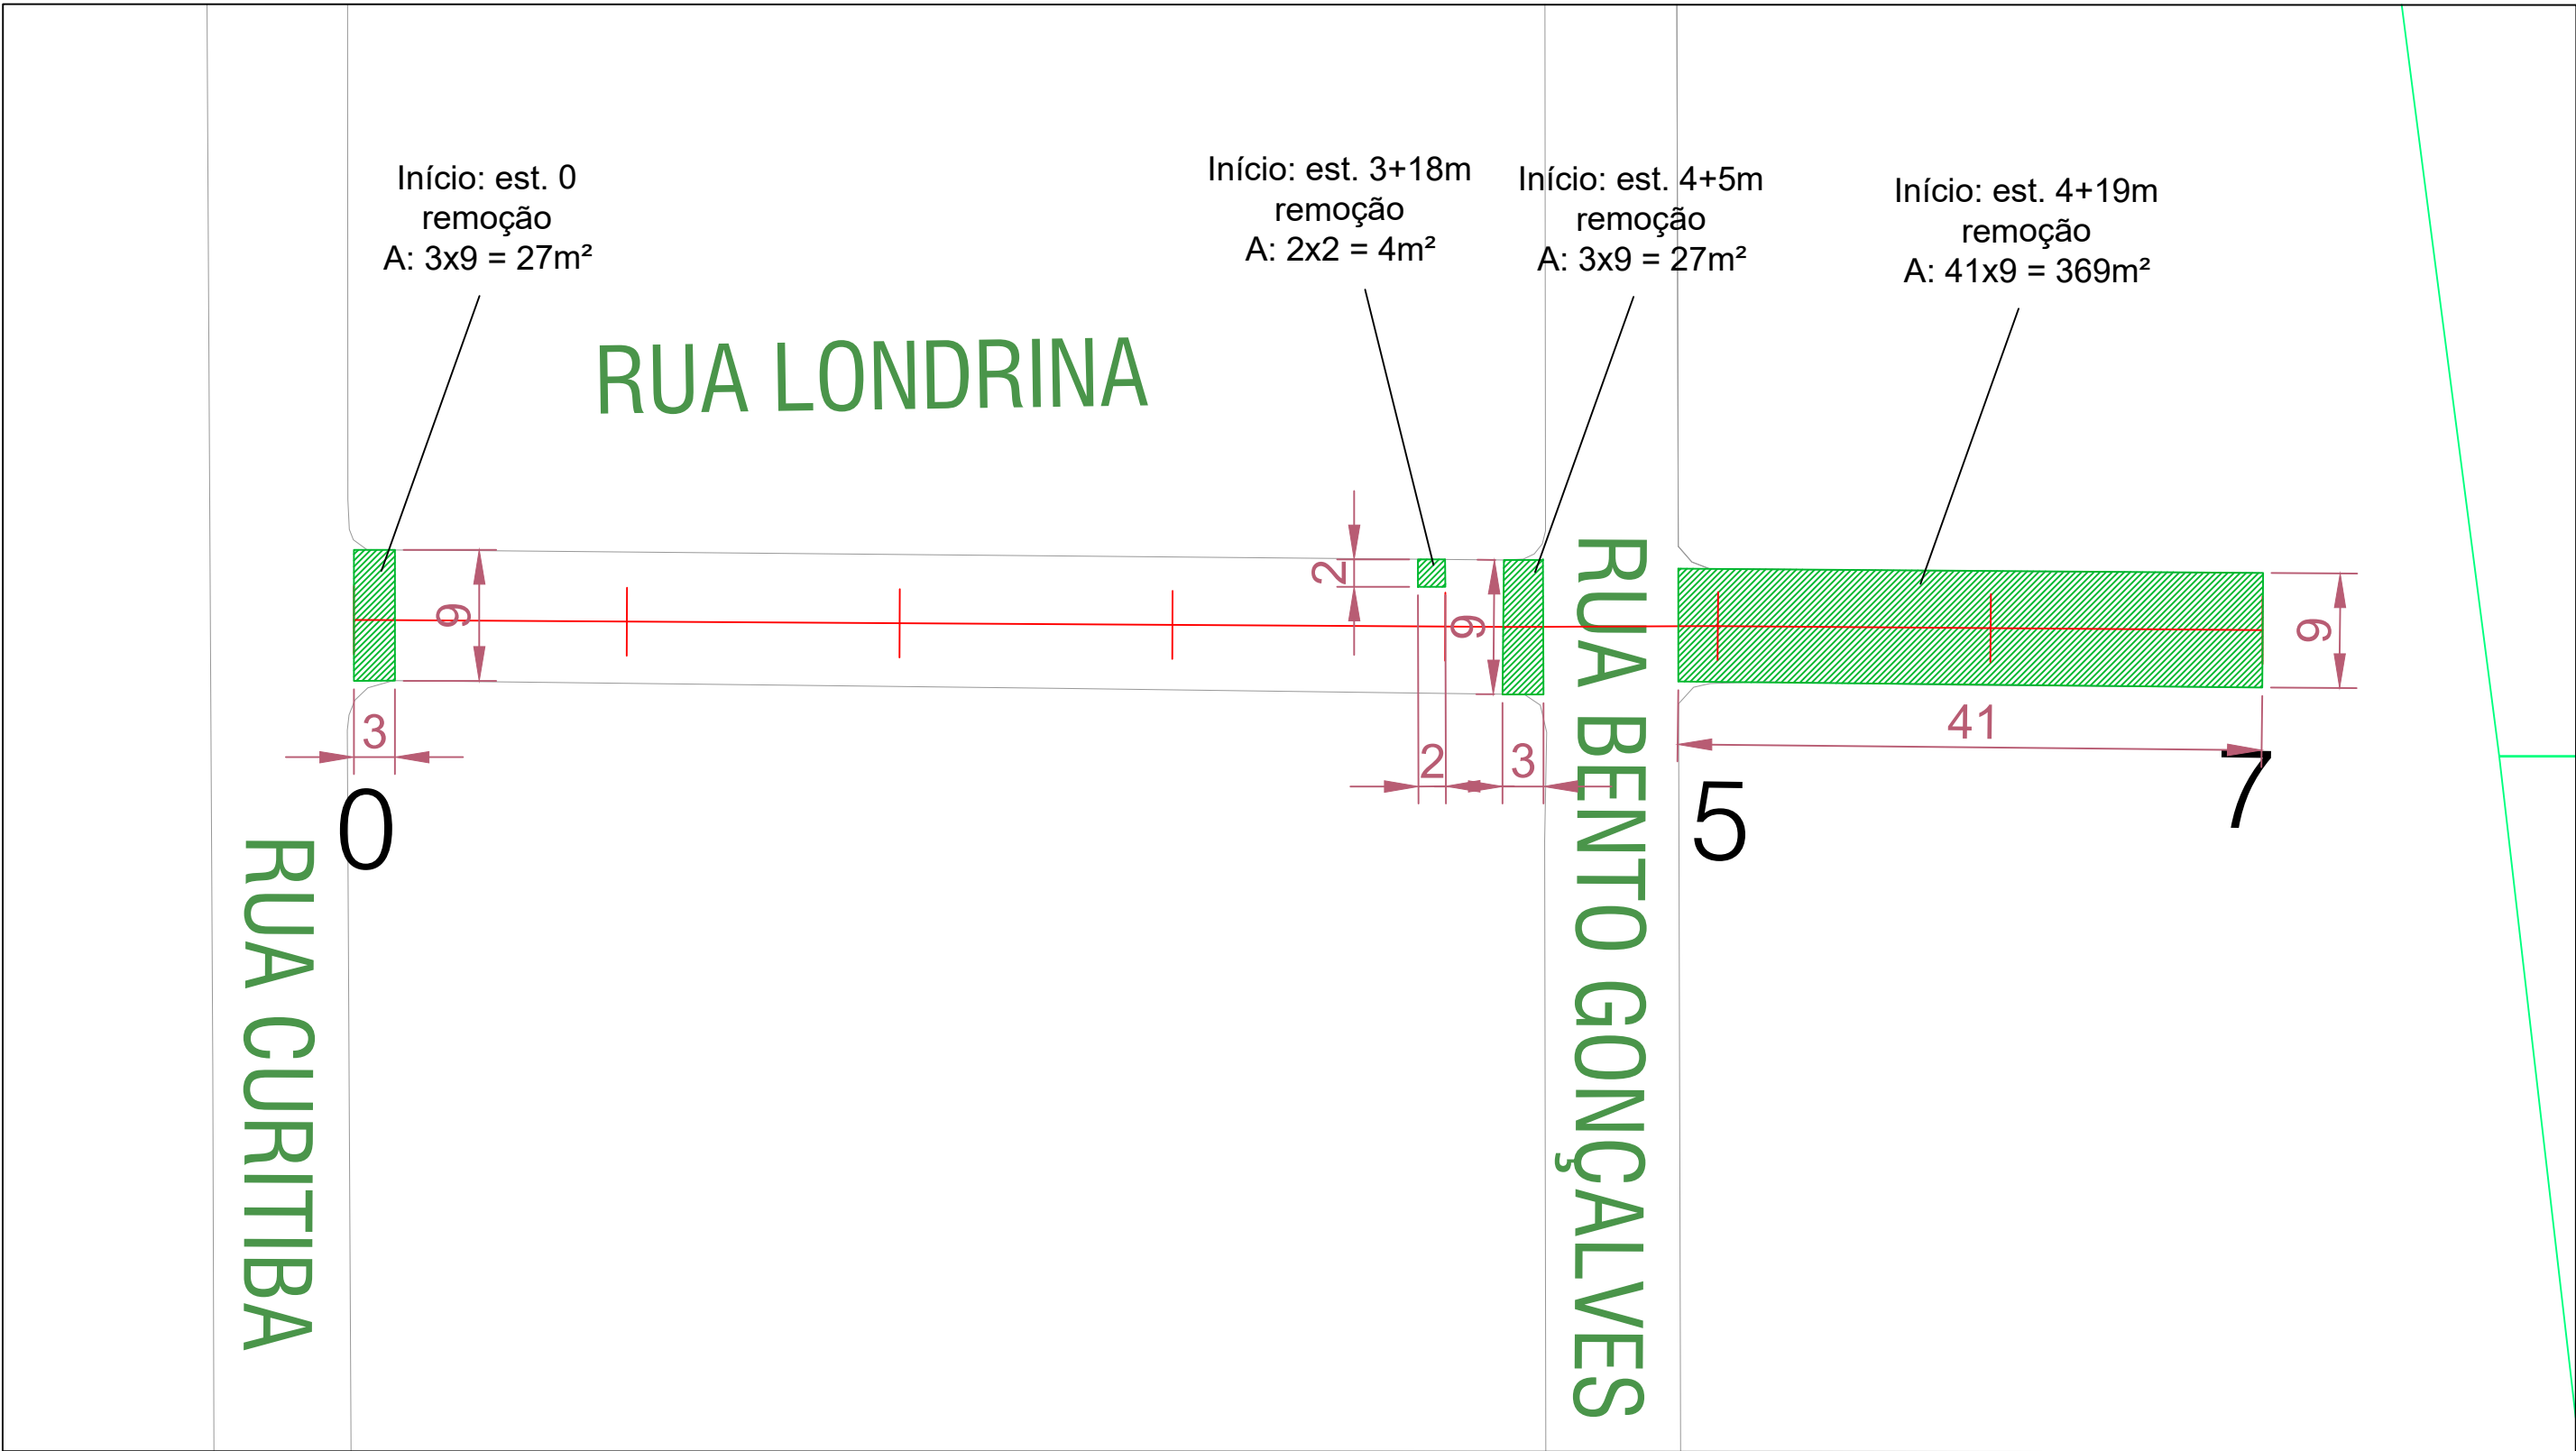 Início: est. 0
remoção
A: 3x9 = 27m²
Início: est. 3+18m
remoção
A: 2x2 = 4m²
Início: est. 4+5m
remoção
A: 3x9 = 27m²
Início: est. 4+19m
remoção
A: 41x9 = 369m²
RUA LONDRINA
9
2
9
9
3
2
3
41
0
5
7
RUA CURITIBA
RUA BENTO GONÇALVES